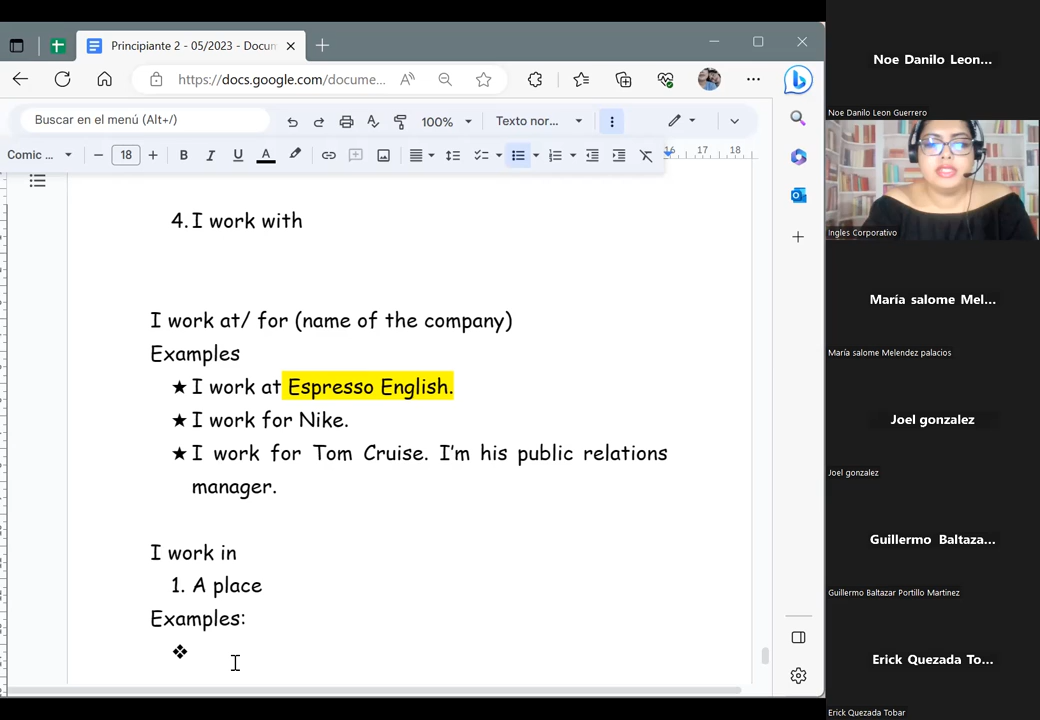 Principiante 2 - 05/2023 - Docum
https://docs.google.com/docume...
Buscar en el menú (Alt+/)
100%
Texto nor...
Comic ...
18
16 17 18
4. I work with
I work at/ for (name of the company)
Examples
★ I work at Espresso English.
★ I work for Nike.
★ I work for Tom Cruise. I'm his public relations
manager.
I work in
1. A place
Examples:
❖
Noe Danilo Leon...
Noe Danilo Leon Guerrero
Ingles Corporativo
María salome Mel...
María salome Melendez palacios
Joel gonzalez
Joel gonzalez
Guillermo Baltaza...
Guillermo Baltazar Portillo Martinez
Erick Quezada To...
Erick Quezada Tobar